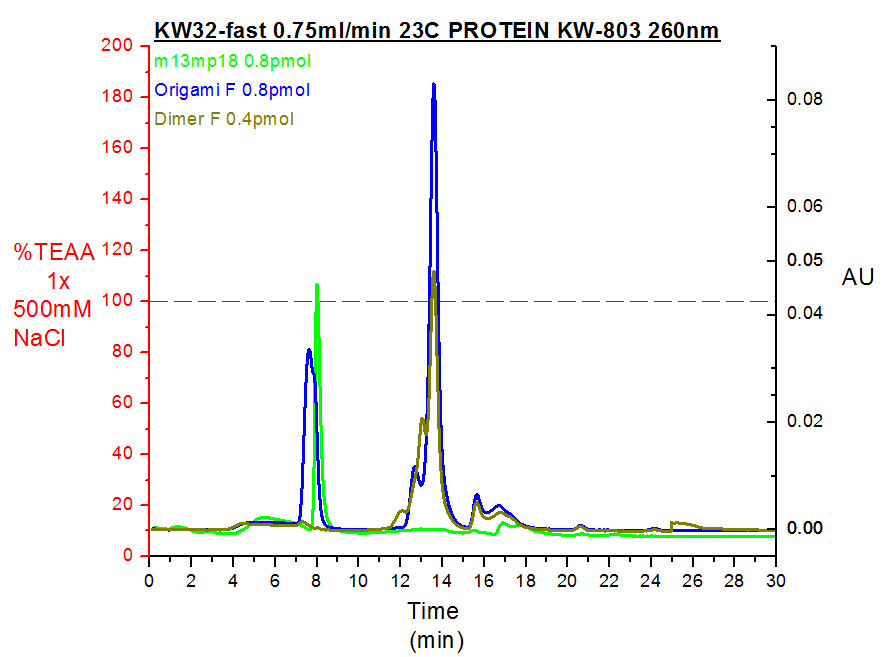 KW32-fast 0.75ml/min 23C PROTEIN KW-803 260nm
m13mp18 0.8pmol
Origami F 0.8pmol
Dimer F 0.4pmol
200
180
160
140
120
100
80
60
40
20
0
%TEAA
1x
500mM
NaCl
0.08
0.06
0.05
0.04
0.02
0.00
AU
0 2 4 6 8 10 12 14 16 18 20 22 24 26 28 30
Time
(min)